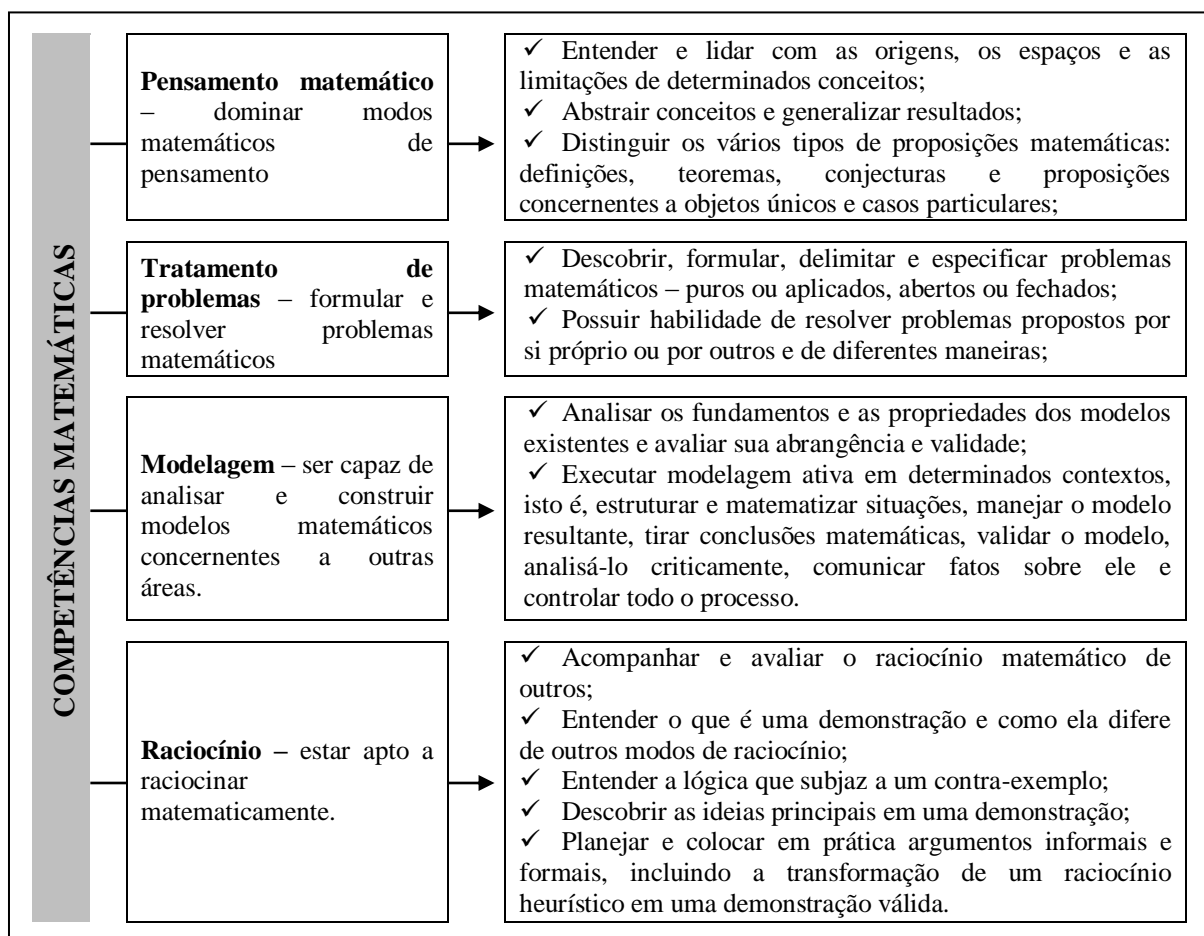 COMPETÊNCIAS MATEMÁTICAS
Pensamento matemático
– dominar modos
matemáticos de
pensamento
✓ Entender e lidar com as origens, os espaços e as
limitações de determinados conceitos;
✓ Abstrair conceitos e generalizar resultados;
✓ Distinguir os vários tipos de proposições matemáticas:
definições, teoremas, conjecturas e proposições
concernentes a objetos únicos e casos particulares;
Tratamento de
problemas – formular e
resolver problemas
matemáticos
✓ Descobrir, formular, delimitar e especificar problemas
matemáticos – puros ou aplicados, abertos ou fechados;
✓ Possuir habilidade de resolver problemas propostos por
si próprio ou por outros e de diferentes maneiras;
Modelagem – ser capaz de
analisar e construir
modelos matemáticos
concernentes a outras
áreas.
✓ Analisar os fundamentos e as propriedades dos modelos
existentes e avaliar sua abrangência e validade;
✓ Executar modelagem ativa em determinados contextos,
isto é, estruturar e matematizar situações, manejar o modelo
resultante, tirar conclusões matemáticas, validar o modelo,
analisá-lo criticamente, comunicar fatos sobre ele e
controlar todo o processo.
Raciocínio – estar apto a
raciocinar
matematicamente.
✓ Acompanhar e avaliar o raciocínio matemático de
outros;
✓ Entender o que é uma demonstração e como ela difere
de outros modos de raciocínio;
✓ Entender a lógica que subjaz a um contra-exemplo;
✓ Descobrir as ideias principais em uma demonstração;
✓ Planejar e colocar em prática argumentos informais e
formais, incluindo a transformação de um raciocínio
heurístico em uma demonstração válida.